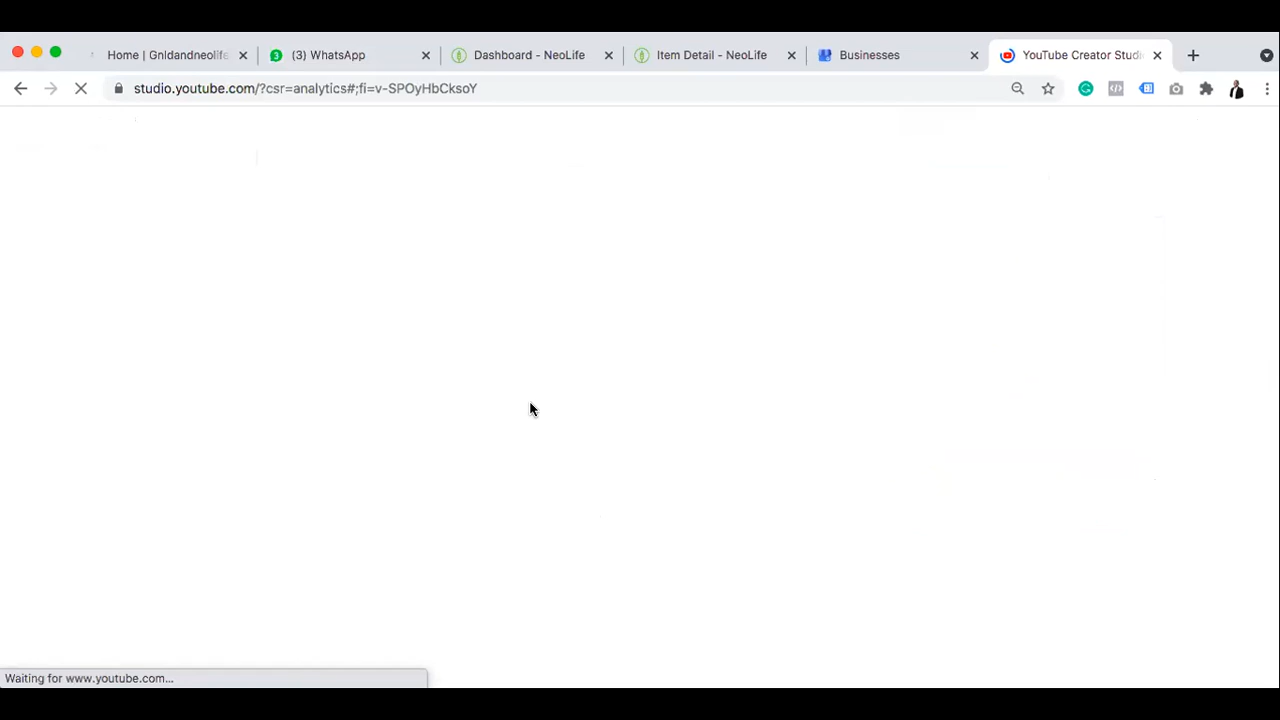 Home | Gnldandneolife
3
(3) WhatsApp
Dashboard - NeoLife
Item Detail - NeoLife
Businesses
YouTube Creator Studi
studio.youtube.com/?csr=analytics#;fi=v-SPOyHbCksoY
Waiting for www.youtube.com...